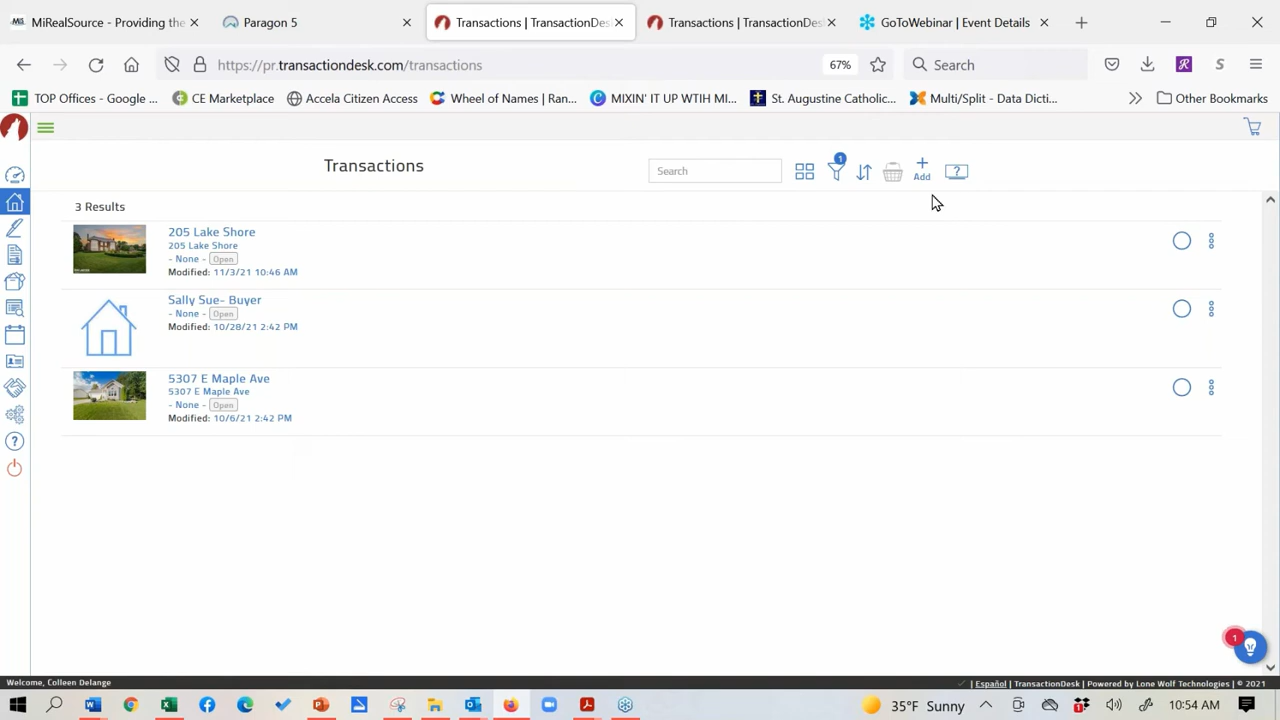 MiRealSource - Providing the
Paragon 5
Transactions | TransactionDes
Transactions | TransactionDes
GoToWebinar | Event Details
https://pr.transactiondesk.com/transactions
67%
Search
TOP Offices - Google ...
CE Marketplace
Accela Citizen Access
Wheel of Names | Ran...
MIXIN' IT UP WTIH MI...
St. Augustine Catholic...
Multi/Split - Data Dicti...
Other Bookmarks
Transactions
Search
1
Add
?
3 Results
205 Lake Shore
205 Lake Shore
- None - Open
Modified: 11/3/21 10:46 AM
Sally Sue- Buyer
- None - Open
Modified: 10/28/21 2:42 PM
5307 E Maple Ave
5307 E Maple Ave
- None - Open
Modified: 10/6/21 2:42 PM
1
Welcome, Colleen Delange
Español | TransactionDesk | Powered by Lone Wolf Technologies | © 2021
35°F Sunny
10:54 AM